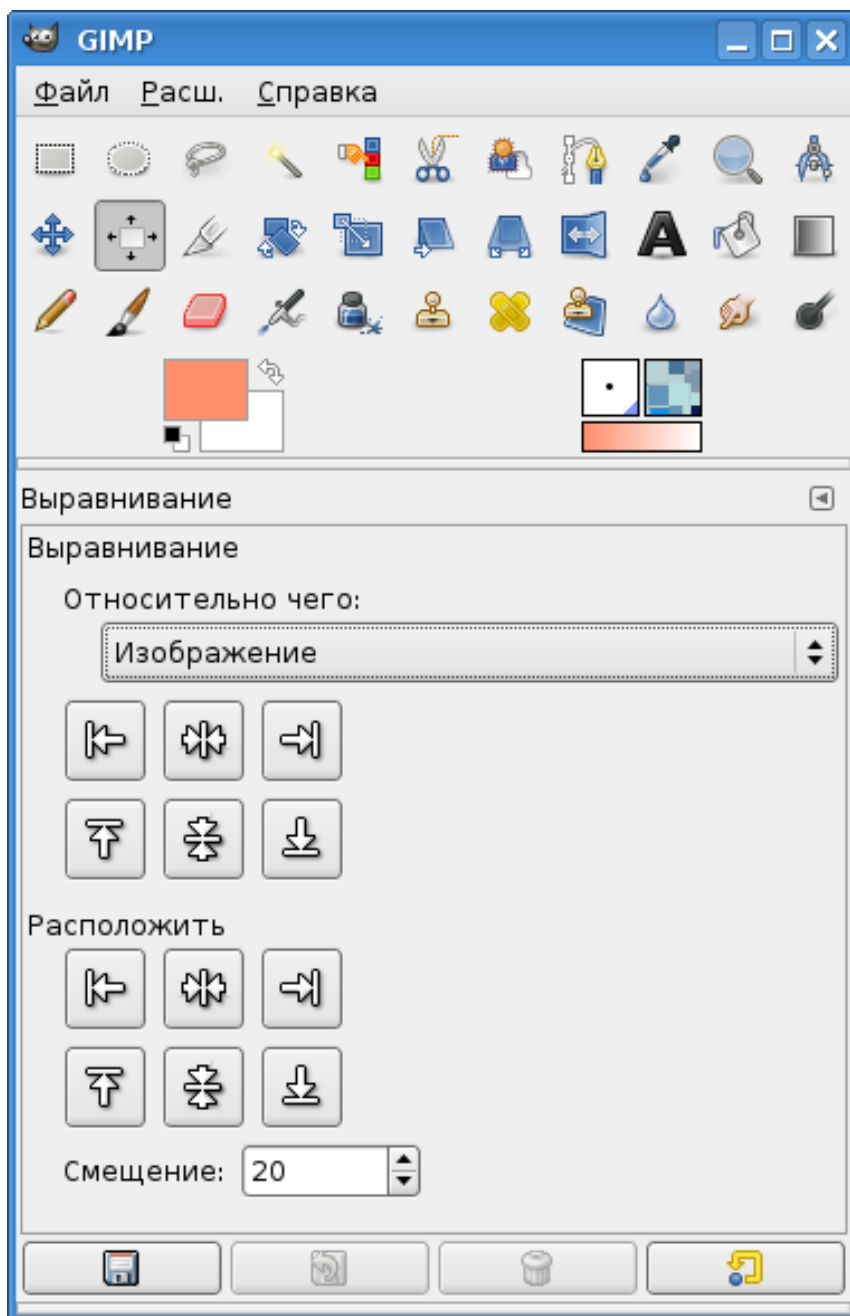 GIMP
Файл Расш. Справка
Выравнивание
Выравнивание
Относительно чего:
Изображение
Расположить
Смещение: 20